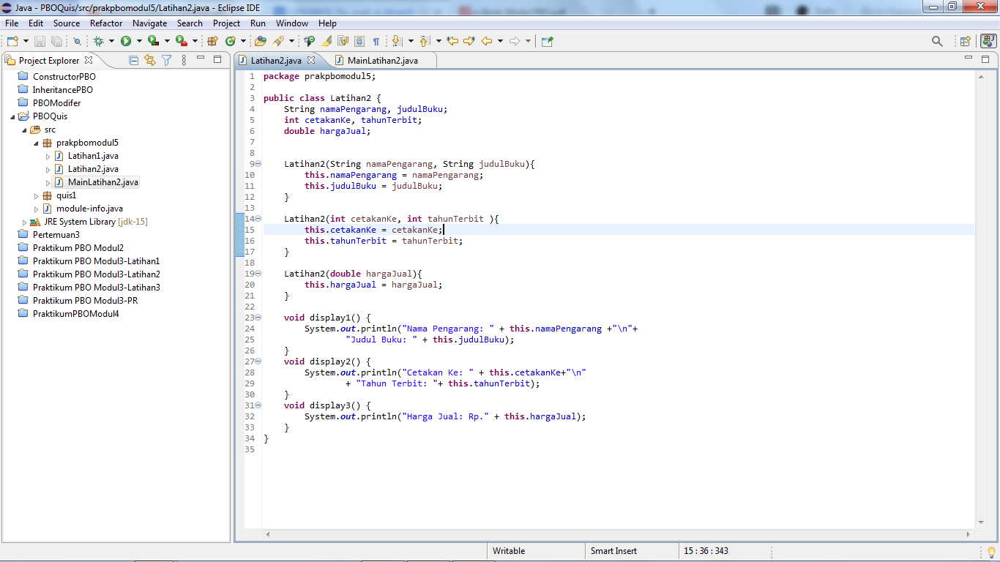 Java - PBOQuis/src/prakpbomodul5/Latihan2.java - Eclipse IDE
File Edit Source Refactor Navigate Search Project Run Window Help
Project Explorer
ConstructorPBO
InheritancePBO
PBOModifer
PBOQuis
src
prakpbomodul5
Latihan1.java
Latihan2.java
MainLatihan2.java
quis1
module-info.java
JRE System Library [jdk-15]
Pertemuan3
Praktikum PBO Modul2
Praktikum PBO Modul3-Latihan1
Praktikum PBO Modul3-Latihan2
Praktikum PBO Modul3-Latihan3
Praktikum PBO Modul3-PR
PraktikumPBOModul4
Latihan2.java MainLatihan2.java
1 package prakpbomodul5;
2
3 public class Latihan2 {
4 String namaPengarang, judulBuku;
5 int cetakanKe, tahunTerbit;
6 double hargaJual;
7
8
9 Latihan2(String namaPengarang, String judulBuku){
10 this.namaPengarang = namaPengarang;
11 this.judulBuku = judulBuku;
12 }
13
14 Latihan2(int cetakanKe, int tahunTerbit ){
15 this.cetakanKe = cetakanKe;
16 this.tahunTerbit = tahunTerbit;
17 }
18
19 Latihan2(double hargaJual){
20 this.hargaJual = hargaJual;
21 }
22
23 void display1() {
24 System.out.println("Nama Pengarang: " + this.namaPengarang +"\n"+
25 "Judul Buku: " + this.judulBuku);
26 }
27 void display2() {
28 System.out.println("Cetakan Ke: " + this.cetakanKe+"\n"
29 + "Tahun Terbit: "+ this.tahunTerbit);
30 }
31 void display3() {
32 System.out.println("Harga Jual: Rp." + this.hargaJual);
33 }
34 }
35
Writable Smart Insert 15 : 36 : 343